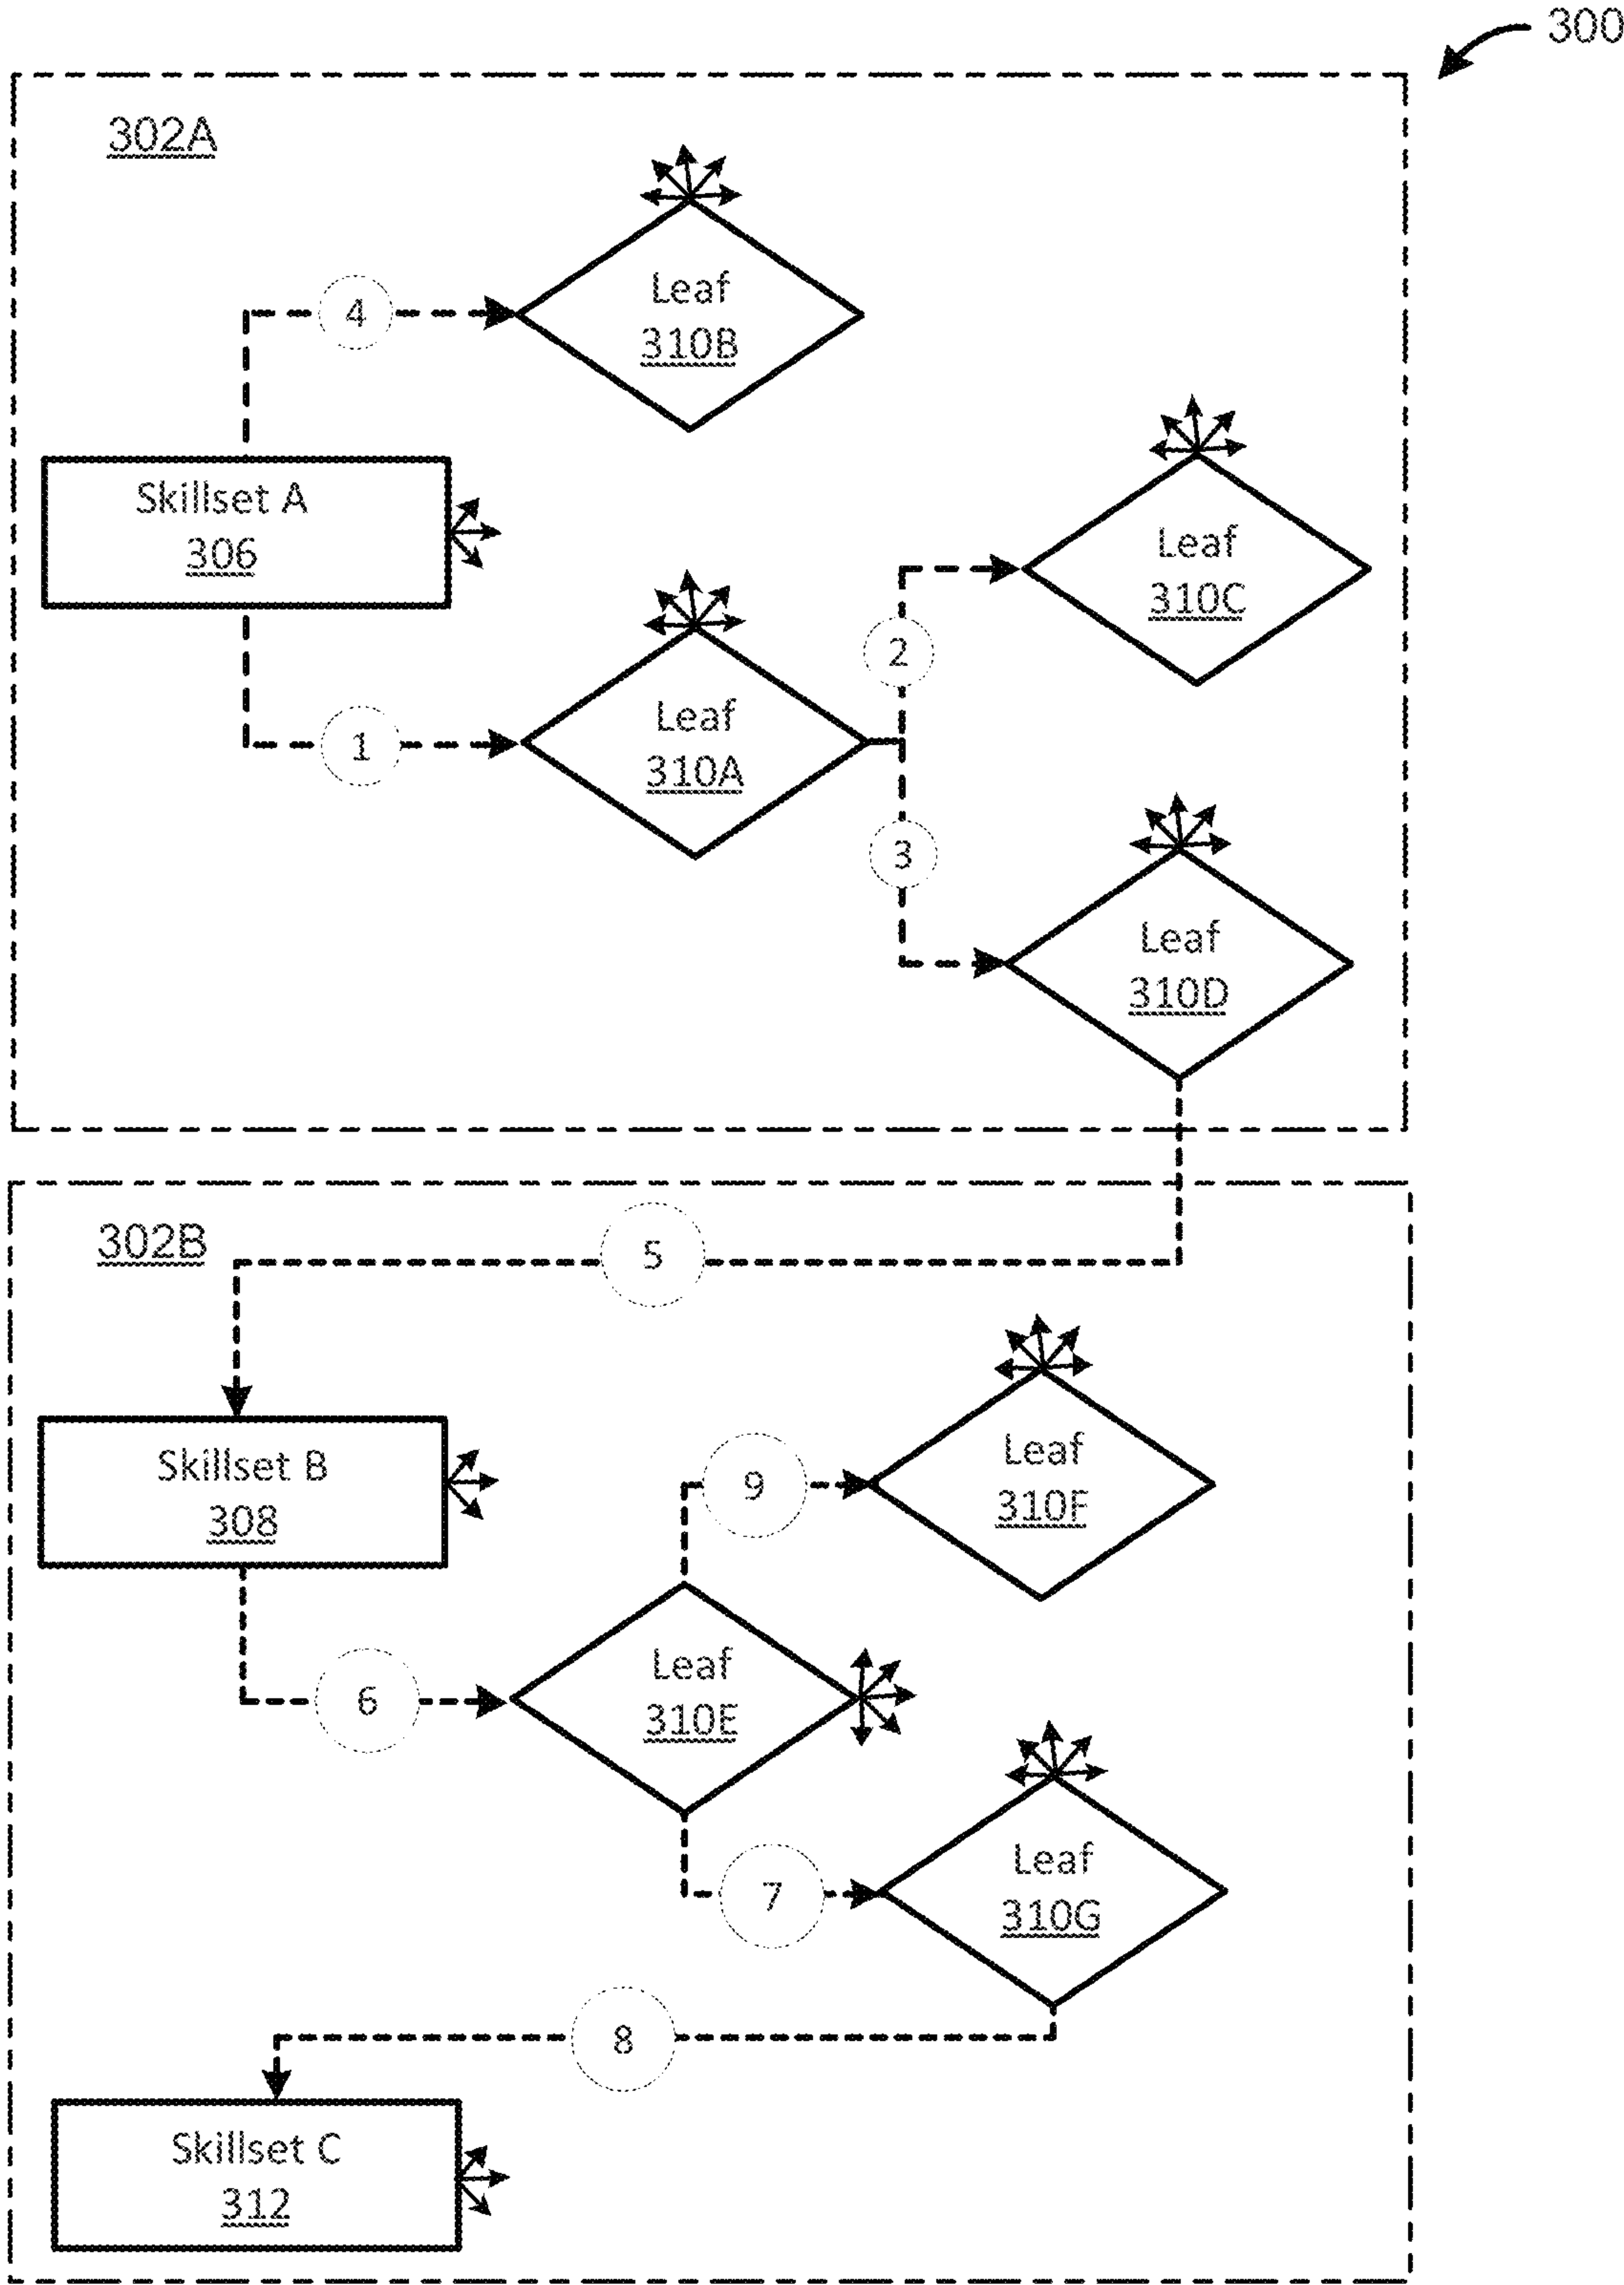 300
302A
4
Leaf
310B
Skillset A
306
Leaf
310C
2
1
Leaf
310A
3
Leaf
310D
302B
5
Skillset B
308
9
Leaf
310F
6
Leaf
310E
7
Leaf
310G
8
Skillset C
312